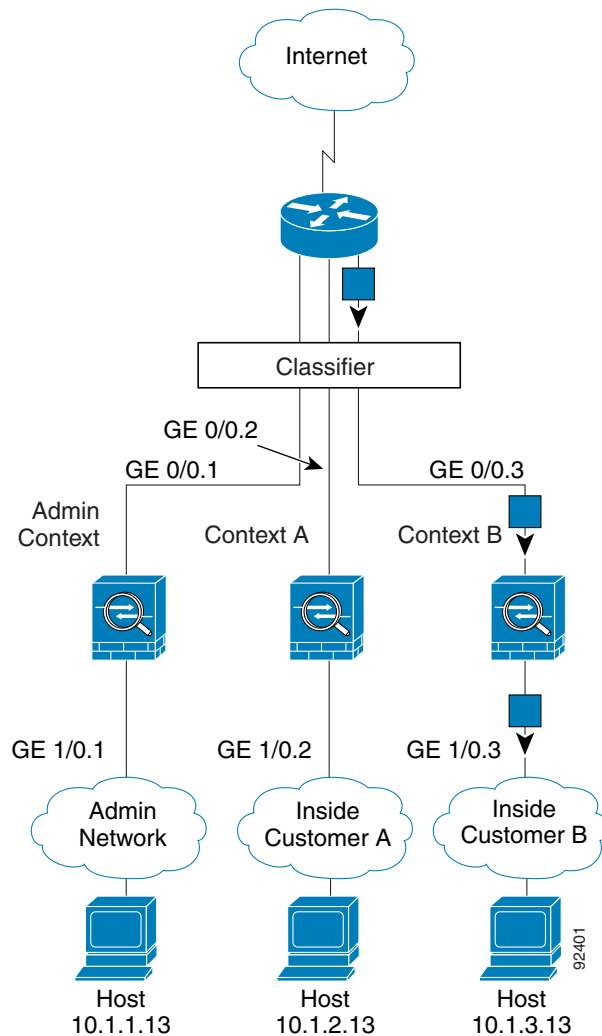 Internet
Classifier
GE 0/0.2
GE 0/0.1
GE 0/0.3
Admin
Context
Context A
Context B
GE 1/0.1
GE 1/0.2
GE 1/0.3
Admin
Network
Inside
Customer A
Inside
Customer B
92401
Host
10.1.1.13
Host
10.1.2.13
Host
10.1.3.13